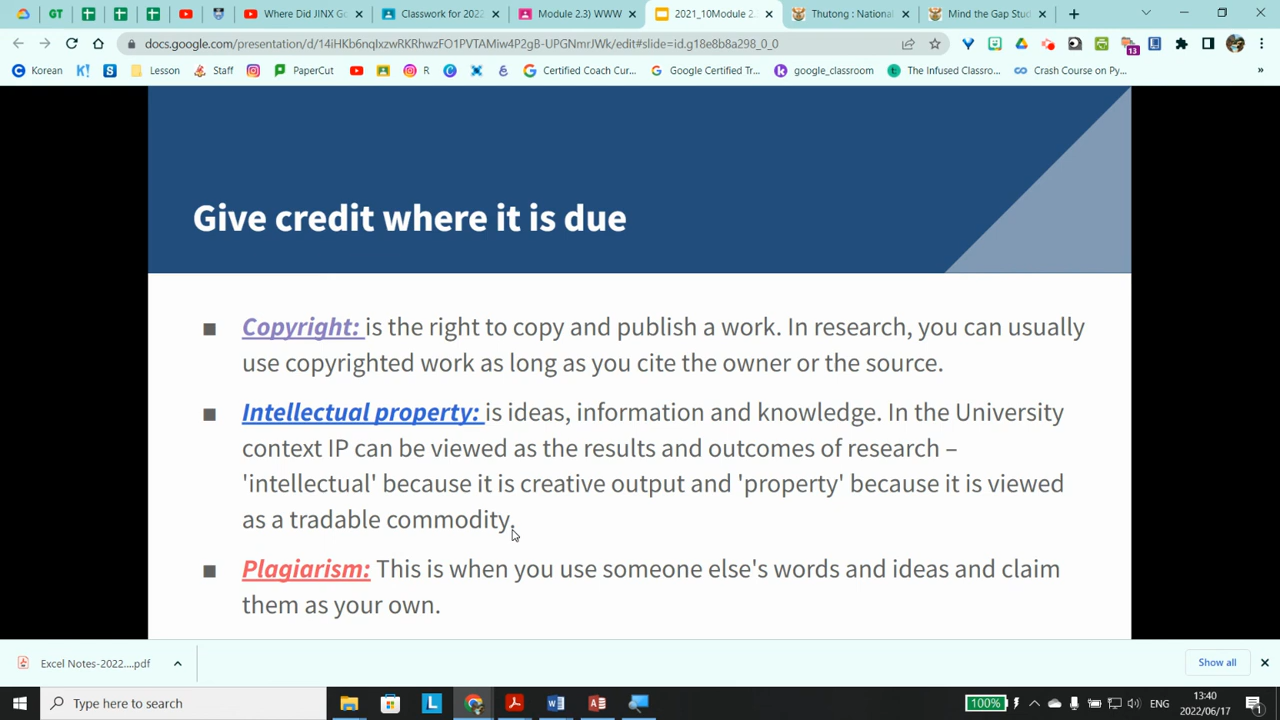 Where Did JINX Go
Classwork for 2022
Module 2.3) WWW
2021_10Module 2.
Thutong : National
Mind the Gap Stud
docs.google.com/presentation/d/
/edit#slide=id.g18e8b8a298_0_0
13
Korean
Lesson
Staff
PaperCut
R
Certified Coach Cur...
Google Certified Tr...
google_classroom
The Infused Classro...
Crash Course on Py...
Give credit where it is due
Copyright: is the right to copy and publish a work. In research, you can usually
use copyrighted work as long as you cite the owner or the source.
Intellectual property: is ideas, information and knowledge. In the University
context IP can be viewed as the results and outcomes of research –
'intellectual' because it is creative output and 'property' because it is viewed
as a tradable commodity.
Plagiarism: This is when you use someone else's words and ideas and claim
them as your own.
Excel Notes-2022....pdf
Show all
Type here to search
100%
ENG
13:40
2022/06/17